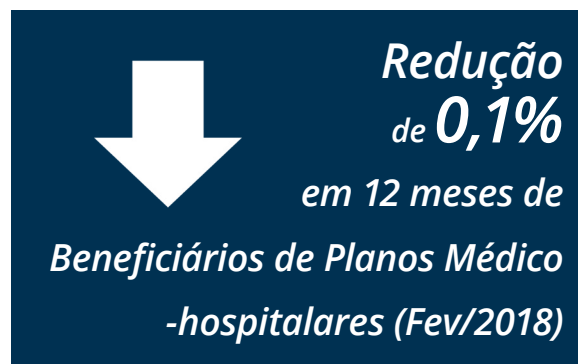 Redução
de 0,1%
em 12 meses de
Beneficiários de Planos Médico
-hospitalares (Fev/2018)